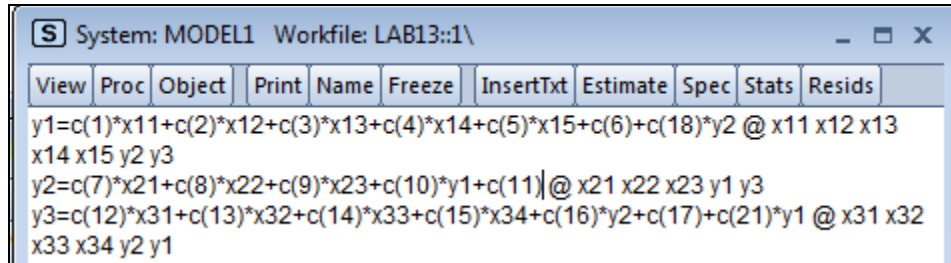 S System: MODEL1 Workfile: LAB13::1\
View Proc Object Print Name Freeze InsertTxt Estimate Spec Stats Resids
y1=c(1)*x11+c(2)*x12+c(3)*x13+c(4)*x14+c(5)*x15+c(6)+c(18)*y2 @ x11 x12 x13
x14 x15 y2 y3
y2=c(7)*x21+c(8)*x22+c(9)*x23+c(10)*y1+c(11) @ x21 x22 x23 y1 y3
y3=c(12)*x31+c(13)*x32+c(14)*x33+c(15)*x34+c(16)*y2+c(17)+c(21)*y1 @ x31 x32
x33 x34 y2 y1